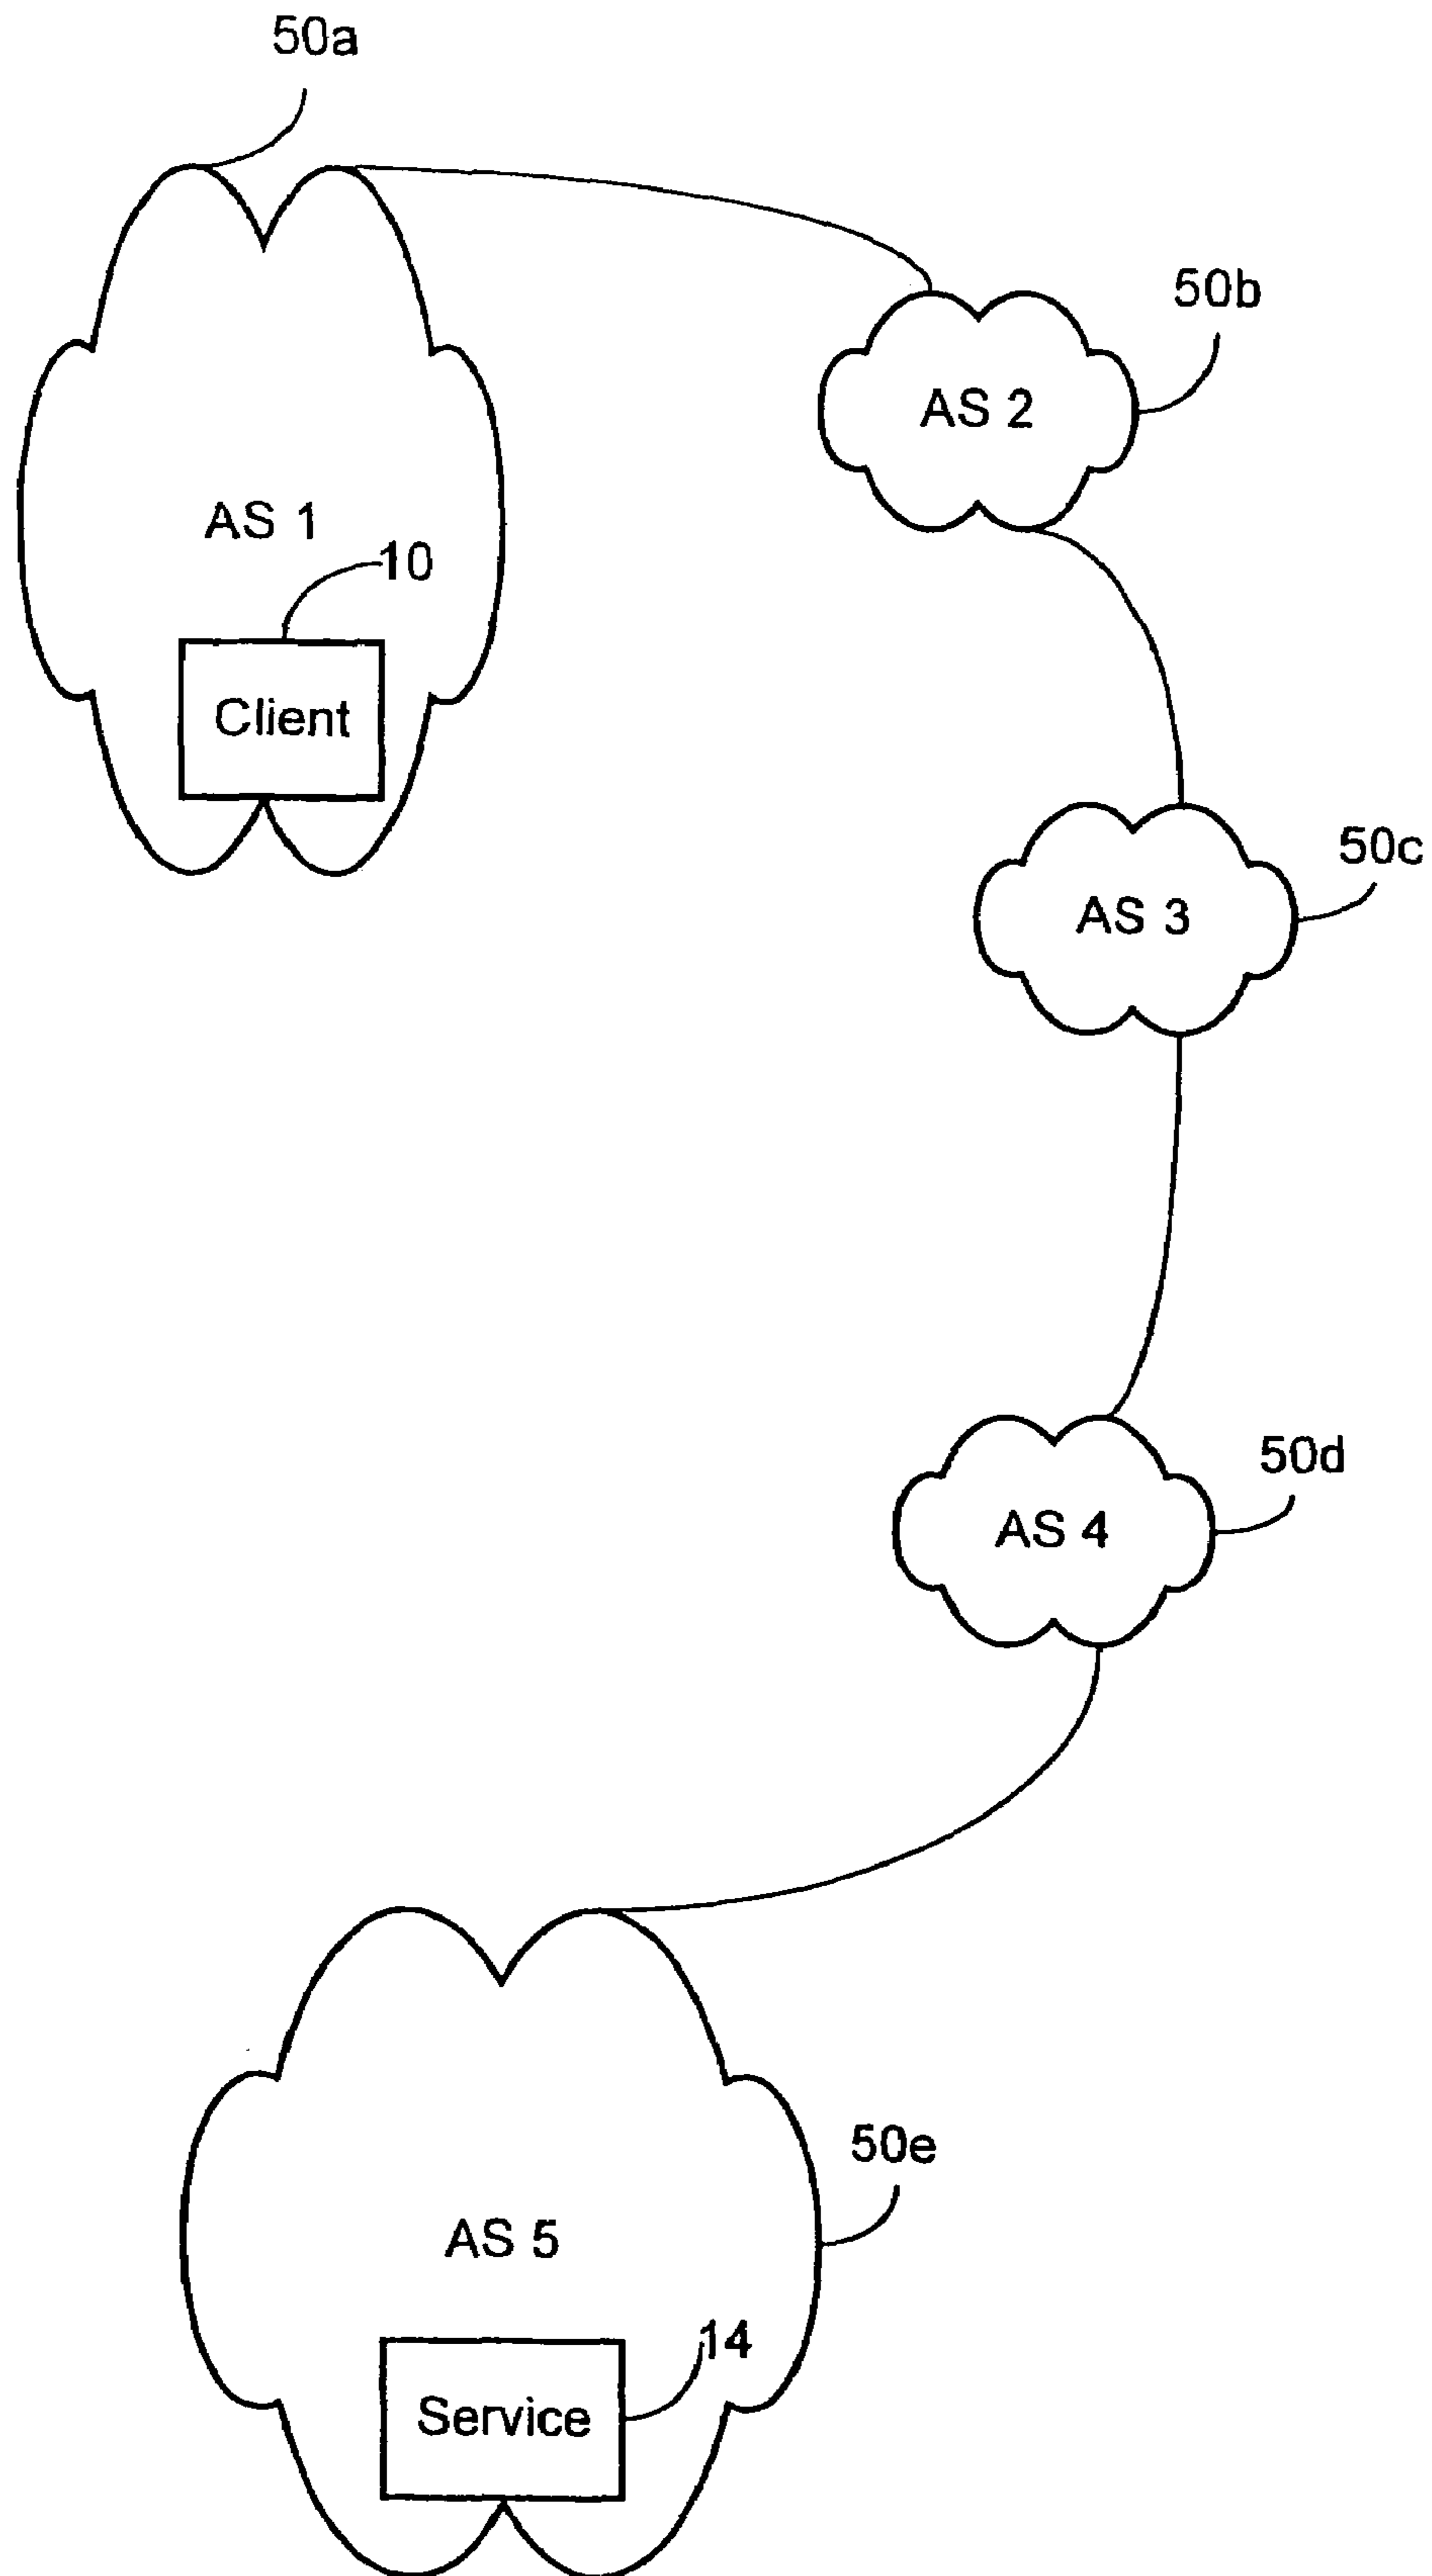 50a
50b
AS 2
AS 1
10
Client
50c
AS 3
50d
AS 4
50e
AS 5
14
Service